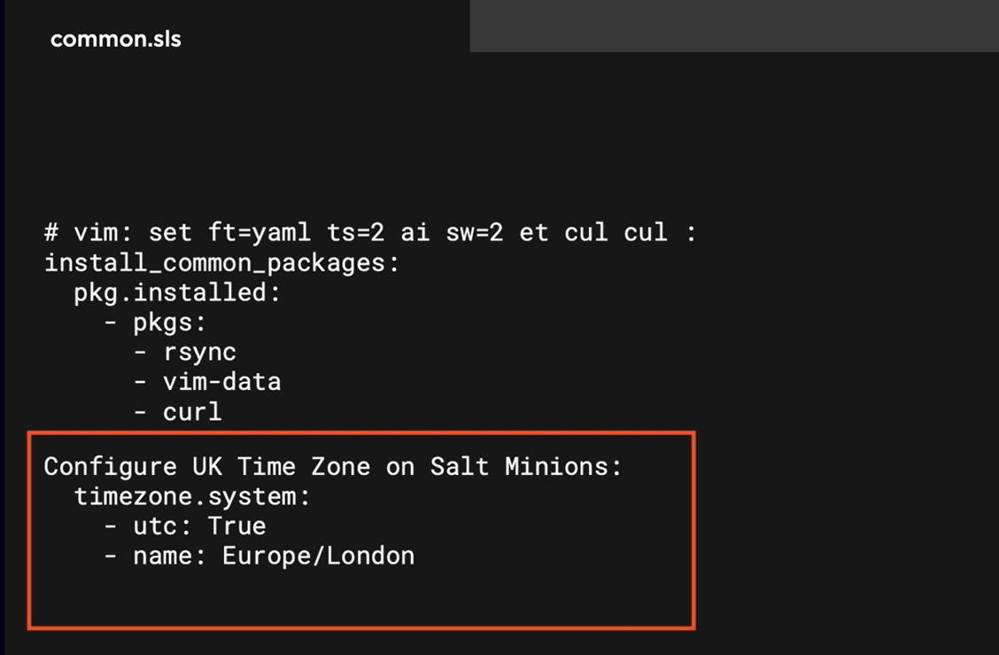 common.sls
# vim: set ft=yaml ts=2 ai sw=2 et cul cul :
install_common_packages:
  pkg.installed:
    - pkgs:
      - rsync
      - vim-data
      - curl
Configure UK Time Zone on Salt Minions:
  timezone.system:
    - utc: True
    - name: Europe/London